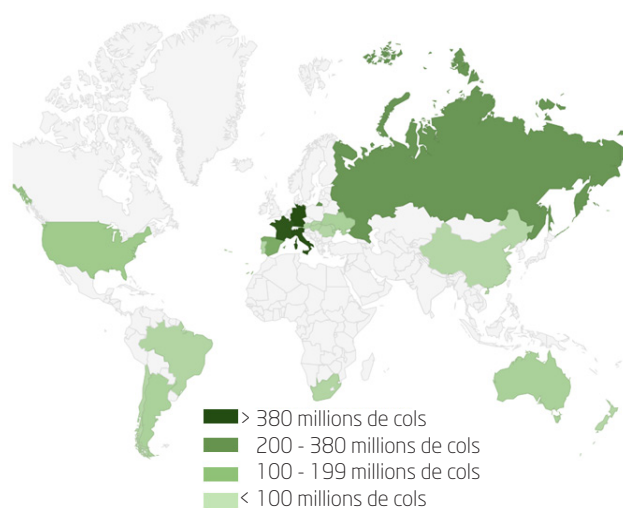 > 380 millions de cols
200 - 380 millions de cols
100 - 199 millions de cols
< 100 millions de cols